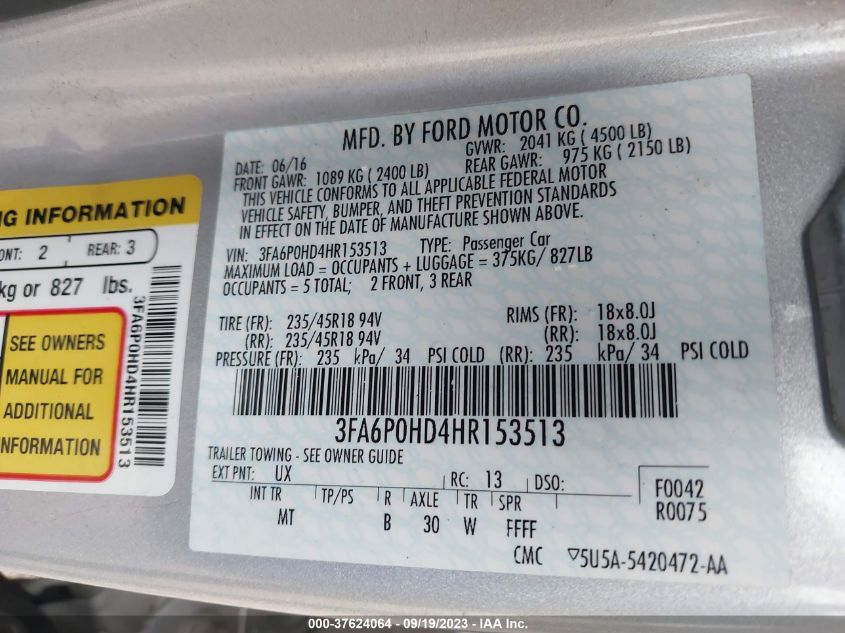 MFD. BY FORD MOTOR CO.
DATE: 06/16 GVWR: 2041 KG ( 4500 LB)
FRONT GAWR: 1089 KG ( 2400 LB) REAR GAWR: 975 KG ( 2150 LB)
THIS VEHICLE CONFORMS TO ALL APPLICABLE FEDERAL MOTOR
VEHICLE SAFETY, BUMPER, AND THEFT PREVENTION STANDARDS
IN EFFECT ON THE DATE OF MANUFACTURE SHOWN ABOVE.
VIN: 3FA6P0HD4HR153513 TYPE: Passenger Car
MAXIMUM LOAD = OCCUPANTS + LUGGAGE = 375KG/ 827LB
OCCUPANTS = 5 TOTAL; 2 FRONT, 3 REAR
TIRE (FR): 235/45R18 94V RIMS (FR): 18x8.0J
(RR): 235/45R18 94V (RR): 18x8.0J
PRESSURE (FR): 235 kPa/ 34 PSI COLD (RR): 235 kPa/ 34 PSI COLD
3FA6P0HD4HR153513
TRAILER TOWING - SEE OWNER GUIDE
EXT PNT: UX RC: 13 DSO:
INT TR TP/PS R AXLE TR SPR
MT B 30 W FFFF
F0042
R0075
CMC ▽5U5A-5420472-AA
INFORMATION
2 REAR: 3
kg or 827 lbs.
SEE OWNERS
MANUAL FOR
ADDITIONAL
INFORMATION
3FA6P0HD4HR153513
000-37624064 - 09/19/2023 - IAA Inc.